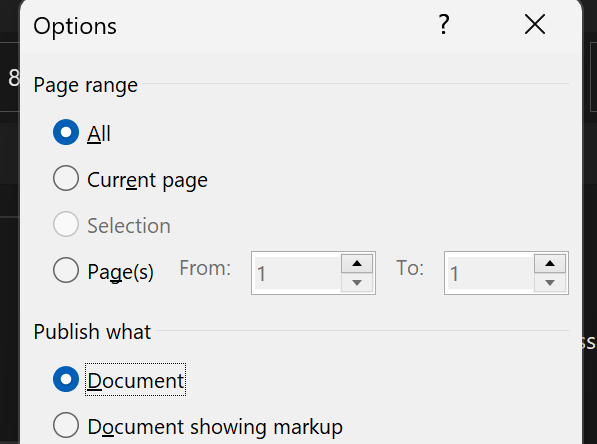 Options ?
8
Page range
All
Current page
Selection
Page(s) From: 1 To: 1
Publish what
ss
Document
Document showing markup